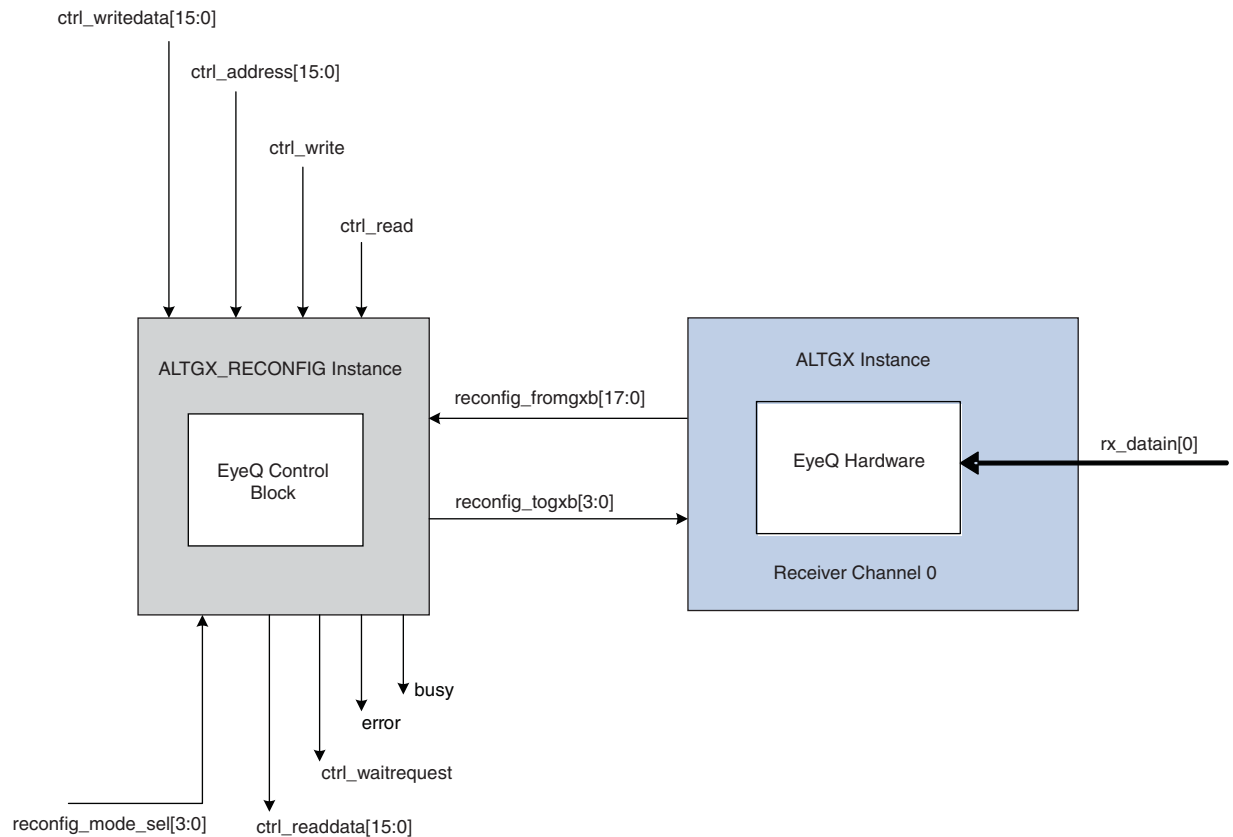 ctrl_writedata[15:0]
ctrl_address[15:0]
ctrl_write
ctrl_read
ALTGX_RECONFIG Instance
EyeQ Control
Block
reconfig_fromgxb[17:0]
reconfig_togxb[3:0]
ALTGX Instance
EyeQ Hardware
Receiver Channel 0
rx_datain[0]
busy
error
ctrl_waitrequest
reconfig_mode_sel[3:0]
ctrl_readdata[15:0]